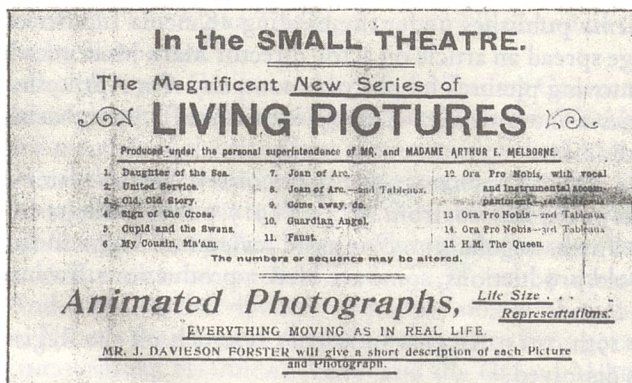 In the SMALL THEATRE.
The Magnificent New Series of
LIVING PICTURES
Produced under the personal superintendence of MR. and MADAME ARTHUR E. MELBORNE.
1. Daughter of the Sea.
2. United Service.
3. Old, Old Story.
4. Sign of the Cross.
5. Cupid and the Swans.
6. My Cousin, Ma'am.
7. Joan of Arc.
8. Joan of Arc.—2nd Tableaux.
9. Come away, do.
10. Guardian Angel.
11. Faust.
12. Ora Pro Nobis, with vocal
and instrumental accom-
paniment—1st Tableaux
13 Ora Pro Nobis—2nd Tableaux
14. Ora Pro Nobis—3rd Tableaux
15. H.M. The Queen.
The numbers or sequence may be altered.
Animated Photographs, Life Size
Representations.
EVERYTHING MOVING AS IN REAL LIFE.
MR. J. DAVIESON FORSTER will give a short description of each Picture
and Photograph.